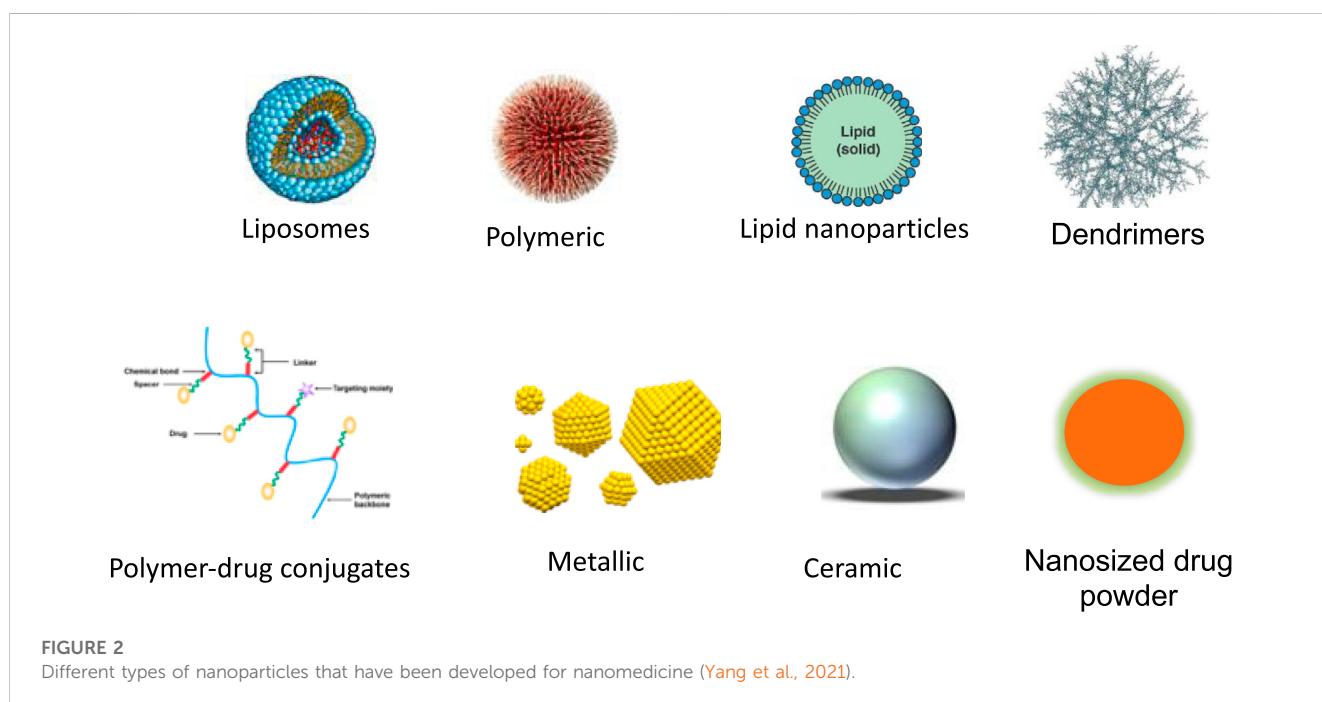 Lipid
(solid)
Liposomes
Polymeric
Lipid nanoparticles
Dendrimers
Chemical bond
Spacer
Linker
Targeting moiety
Drug
Polymeric
backbone
Polymer-drug conjugates
Metallic
Ceramic
Nanosized drug
powder
FIGURE 2
Different types of nanoparticles that have been developed for nanomedicine (Yang et al., 2021).